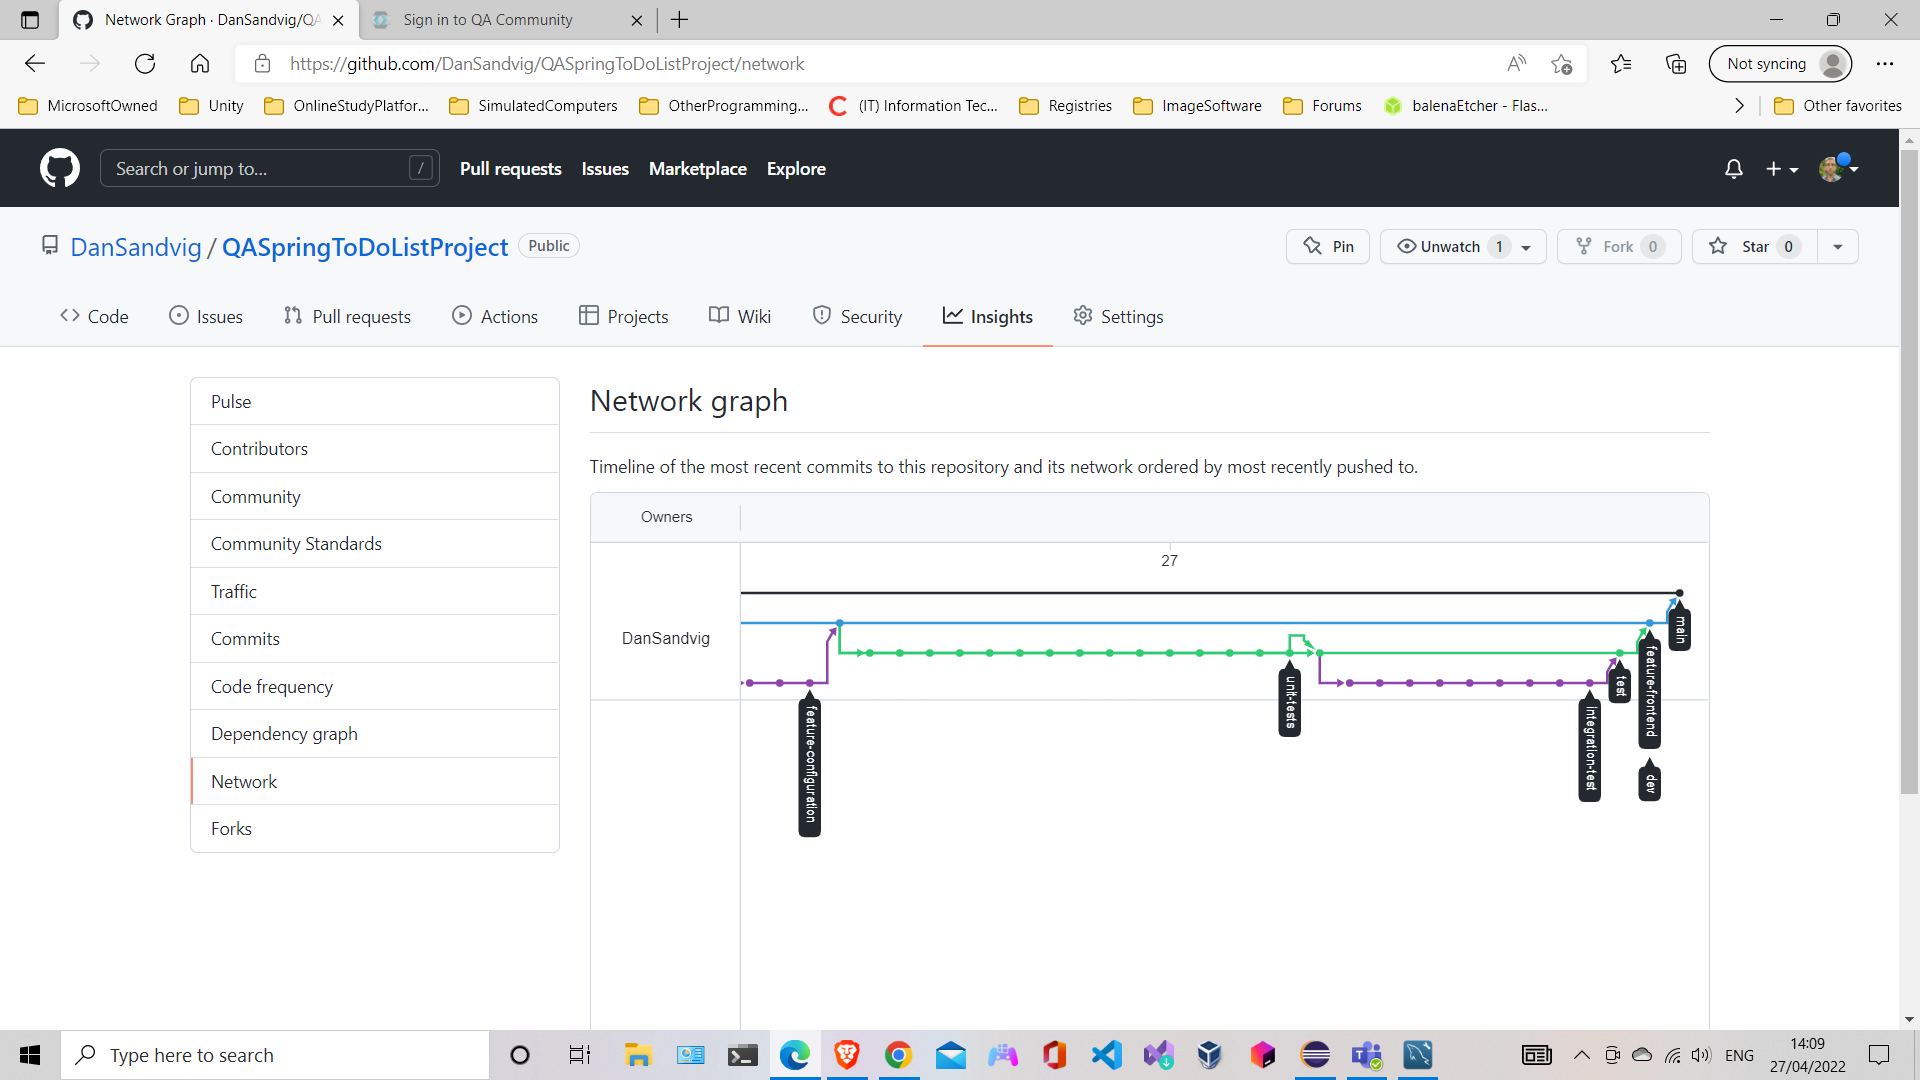 Network Graph · DanSandvig/QA
Sign in to QA Community
https://github.com/DanSandvig/QASpringToDoListProject/network
Not syncing
MicrosoftOwned
Unity
OnlineStudyPlatfor...
SimulatedComputers
OtherProgramming...
(IT) Information Tec...
Registries
ImageSoftware
Forums
balenaEtcher - Flas...
Other favorites
Search or jump to...
/
Pull requests
Issues
Marketplace
Explore
DanSandvig / QASpringToDoListProject
Public
Pin
Unwatch 1
Fork 0
Star 0
Code
Issues
Pull requests
Actions
Projects
Wiki
Security
Insights
Settings
Pulse
Contributors
Community
Community Standards
Traffic
Commits
Code frequency
Dependency graph
Network
Forks
Network graph
Timeline of the most recent commits to this repository and its network ordered by most recently pushed to.
Owners
27
DanSandvig
main
feature-frontend
test
unit-tests
integration-test
feature-configuration
dev
Type here to search
ENG
14:09
27/04/2022